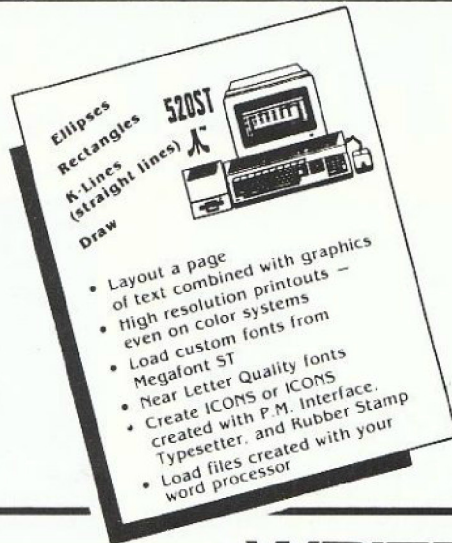 Ellipses
Rectangles
K-Lines
(straight lines)
Draw
520ST
• Layout a page
of text combined with graphics
• High resolution printouts —
even on color systems
• Load custom fonts from
Megafont ST
• Near Letter Quality fonts
• Create ICONS or ICONS
created with P.M. Interface,
Typesetter, and Rubber Stamp
• Load files created with your
word processor